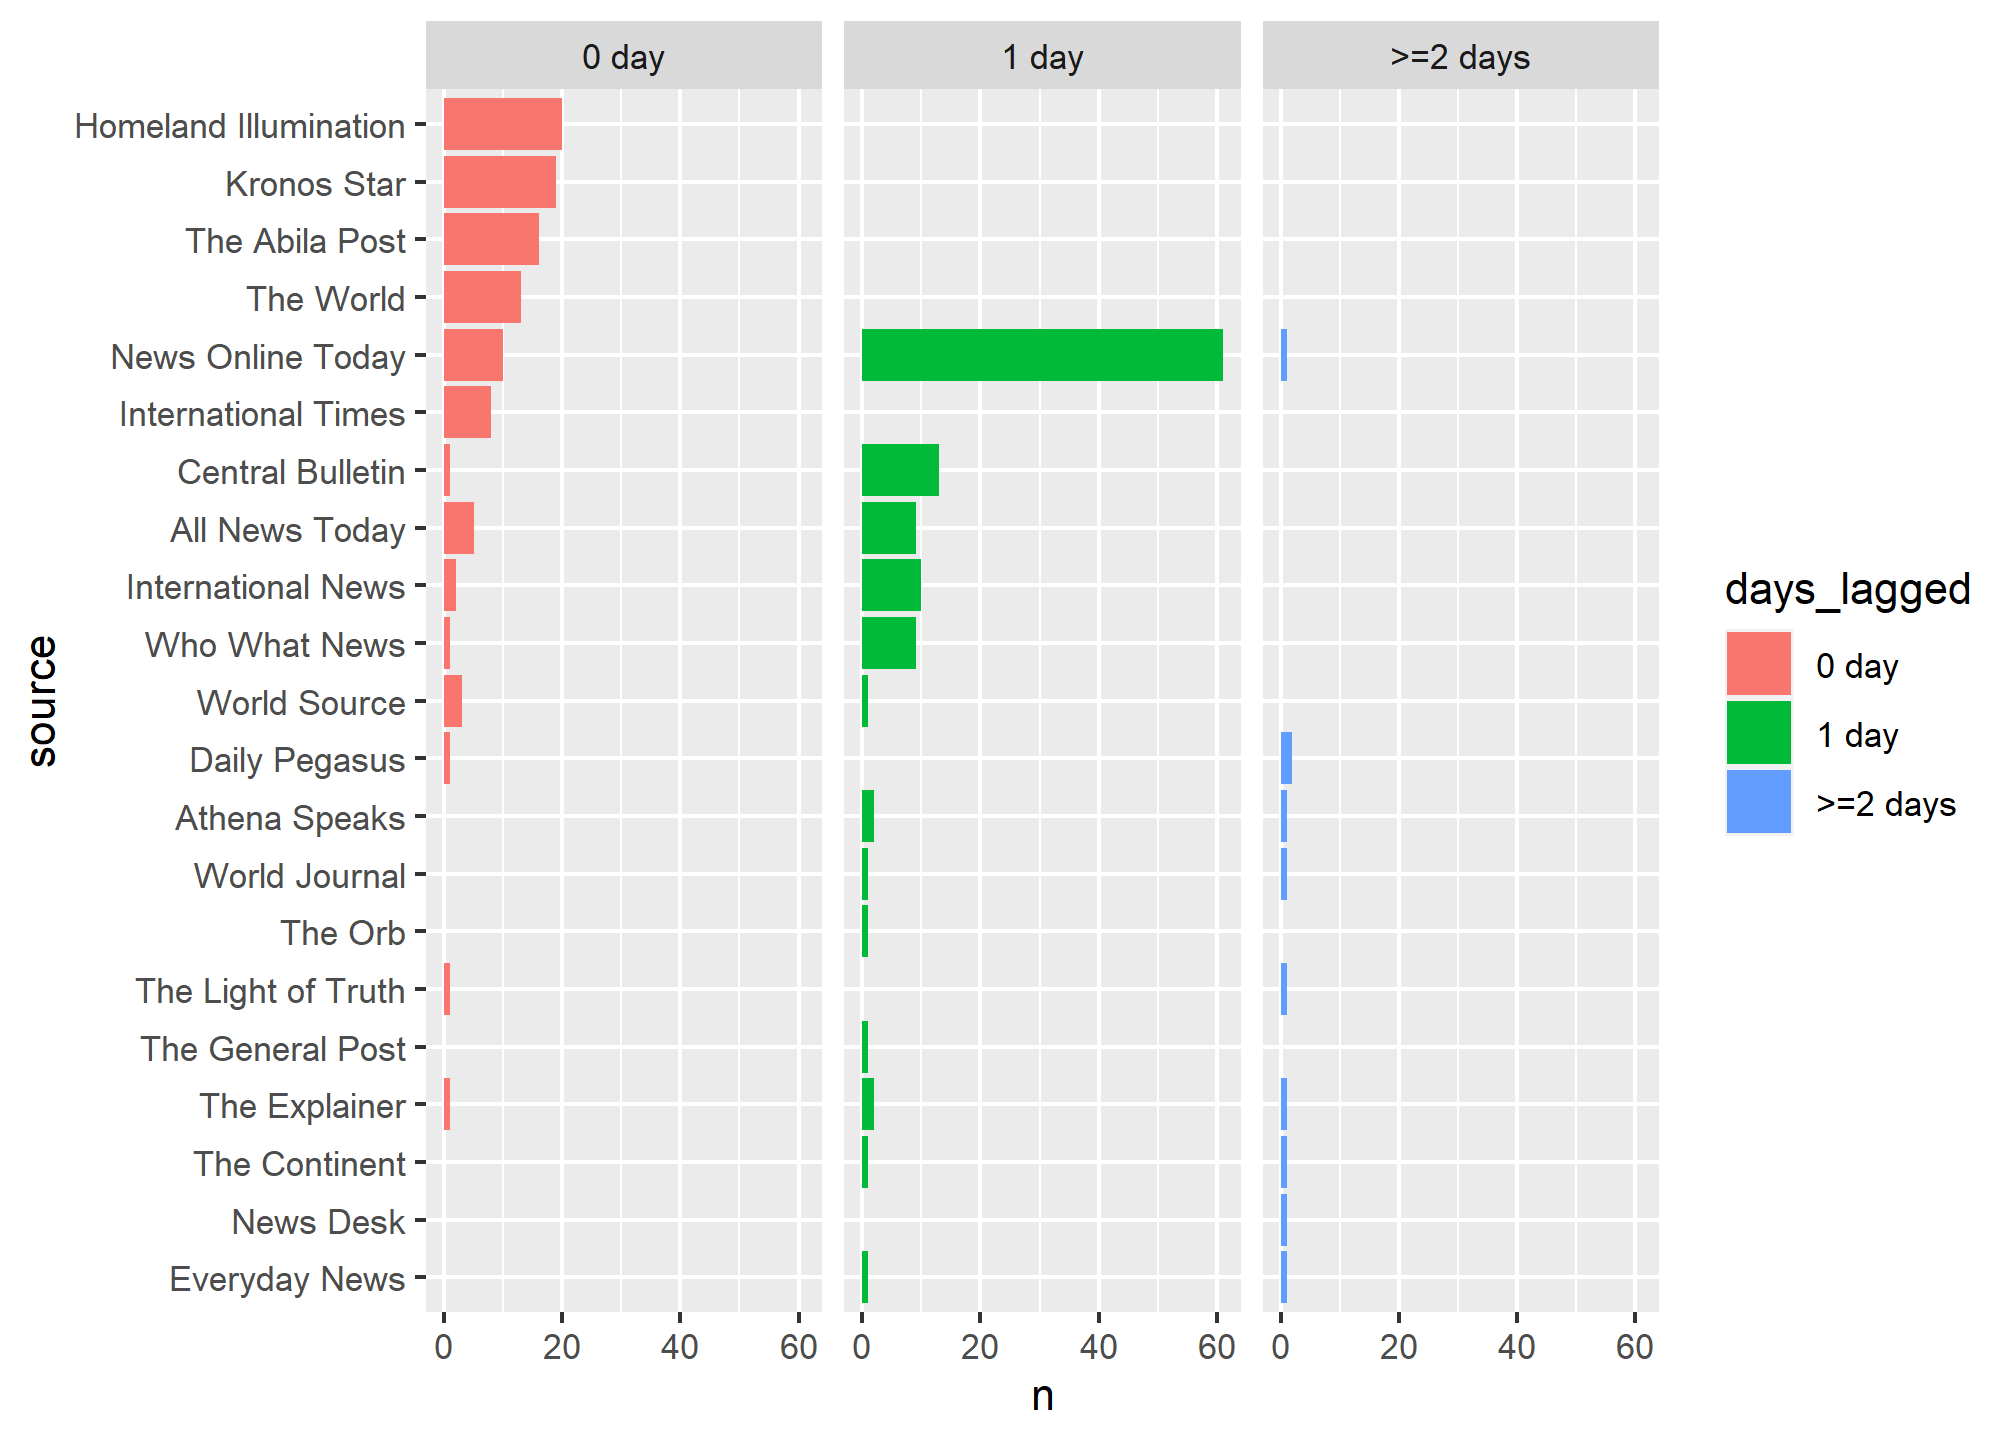 0 day
1 day
>=2 days
Homeland Illumination
Kronos Star
The Abila Post
The World
News Online Today
International Times
Central Bulletin
All News Today
International News
Who What News
World Source
Daily Pegasus
Athena Speaks
World Journal
The Orb
The Light of Truth
The General Post
The Explainer
The Continent
News Desk
Everyday News
source
0 20 40 60
0 20 40 60
0 20 40 60
n
days_lagged
0 day
1 day
>=2 days